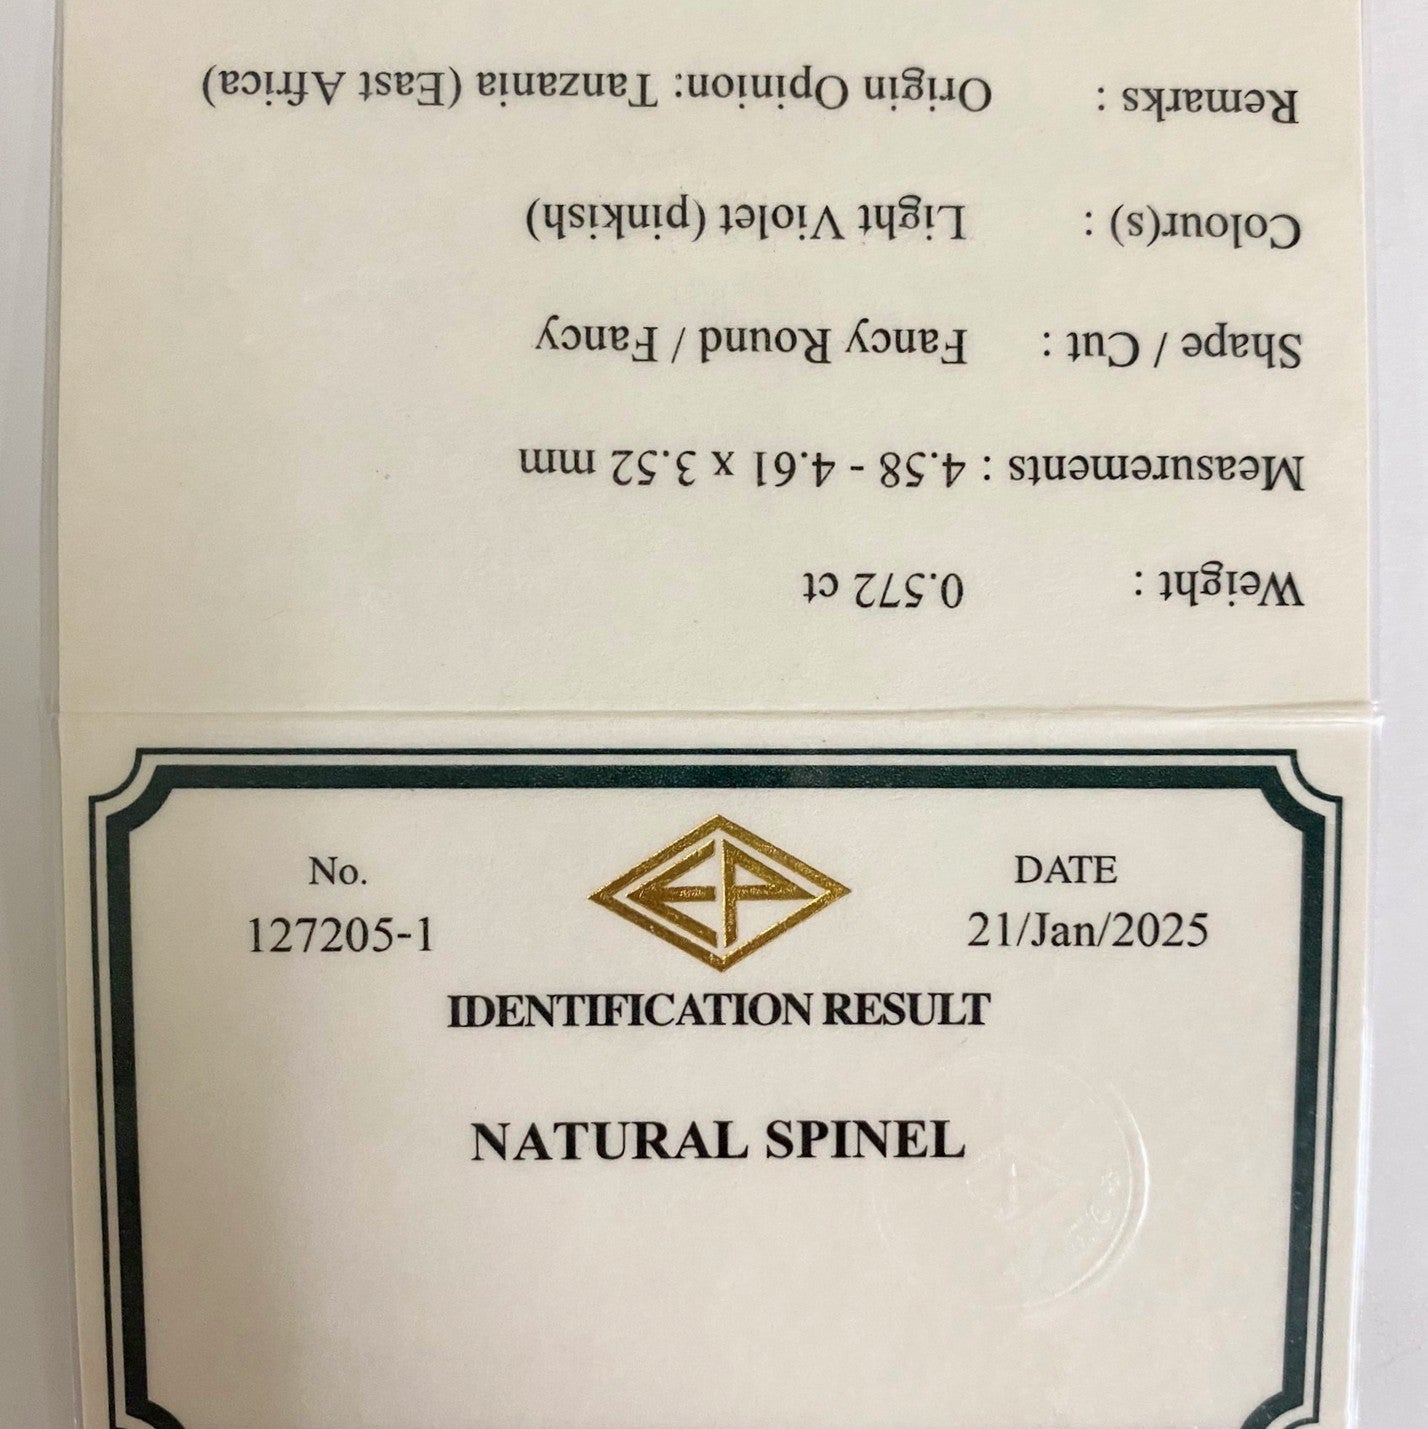 Weight : 0.572 ct
Measurements : 4.58 - 4.61 x 3.52 mm
Shape / Cut : Fancy Round / Fancy
Colour(s) : Light Violet (pinkish)
Remarks : Origin Opinion: Tanzania (East Africa)
No.
127205-1
EP
DATE
21/Jan/2025
IDENTIFICATION RESULT
NATURAL SPINEL